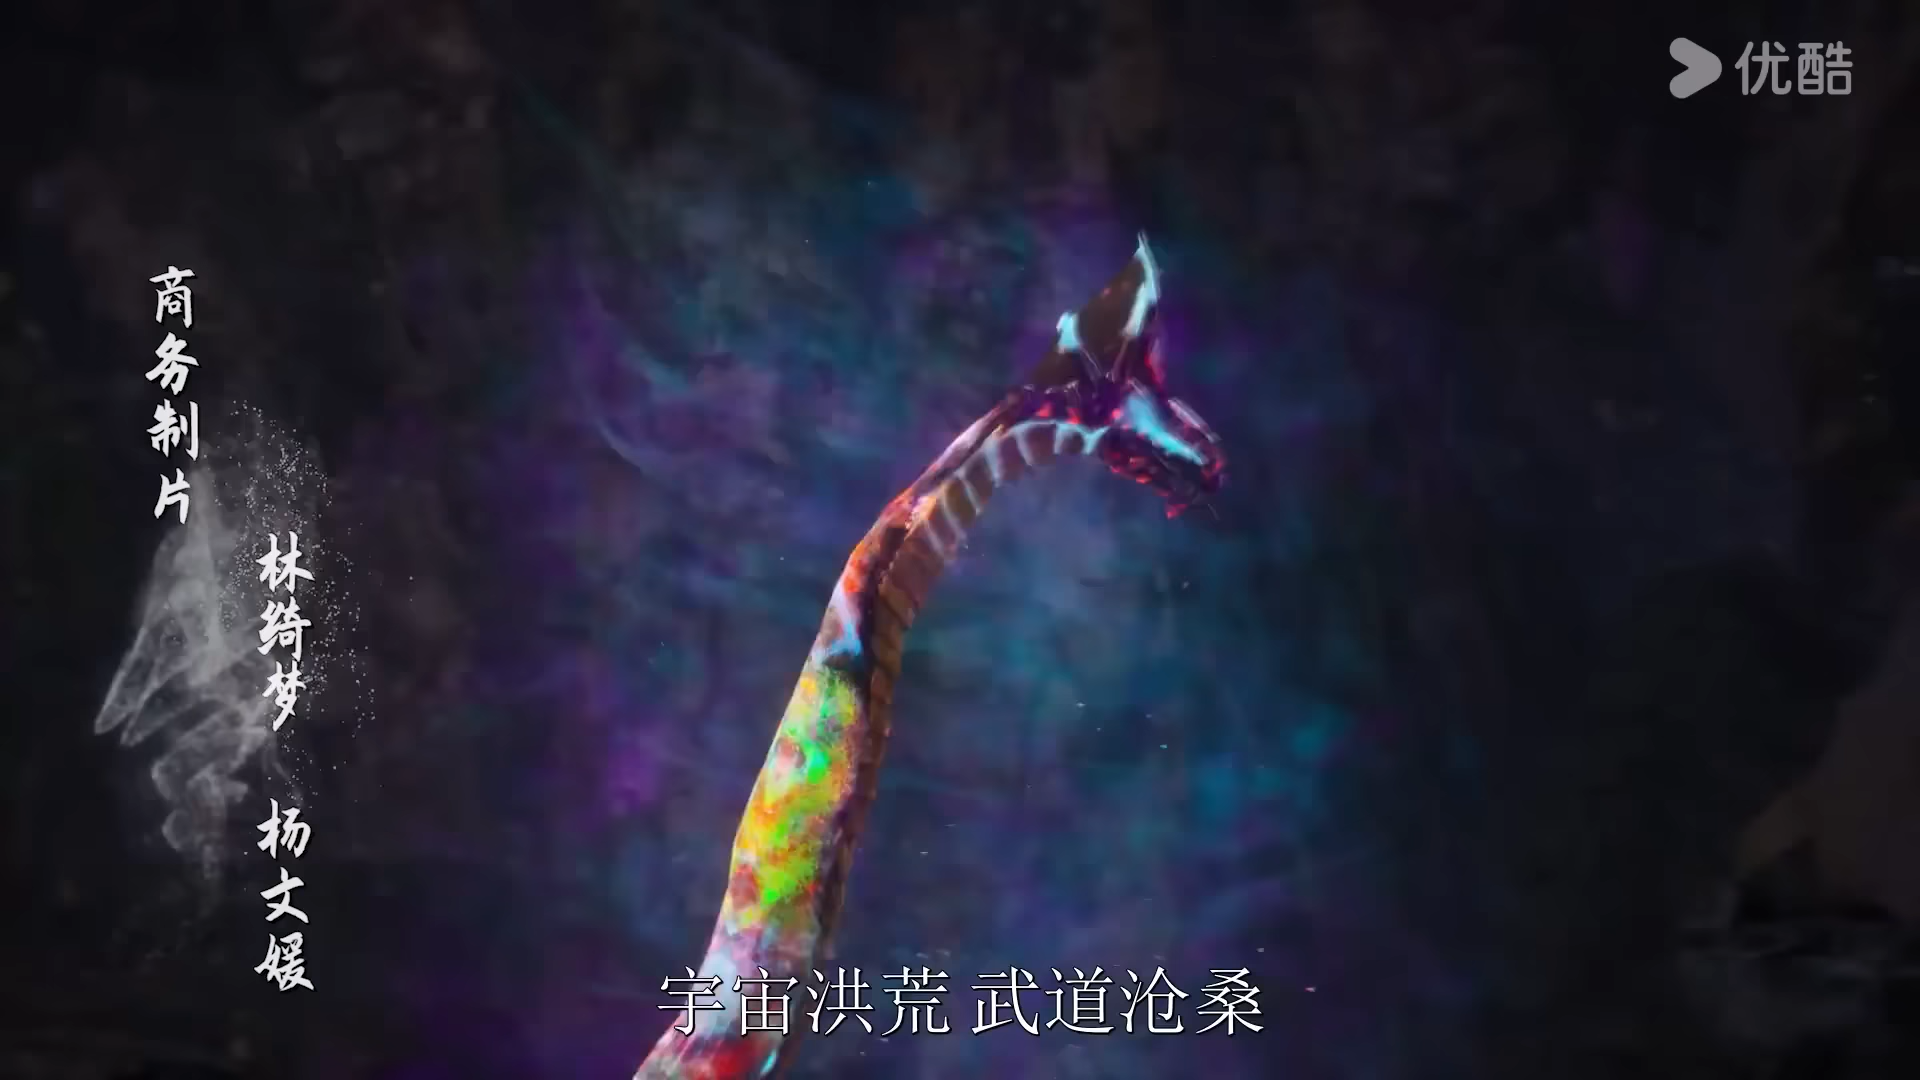 优酷
商务制片
林绮梦
杨文媛
宇宙洪荒 武道沧桑